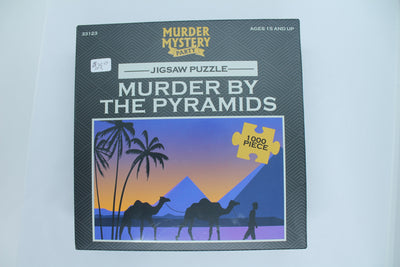 33123
MURDER
MYSTERY
PARTY
AGES 15 AND UP
JIGSAW PUZZLE
MURDER BY
THE PYRAMIDS
1000
PIECE